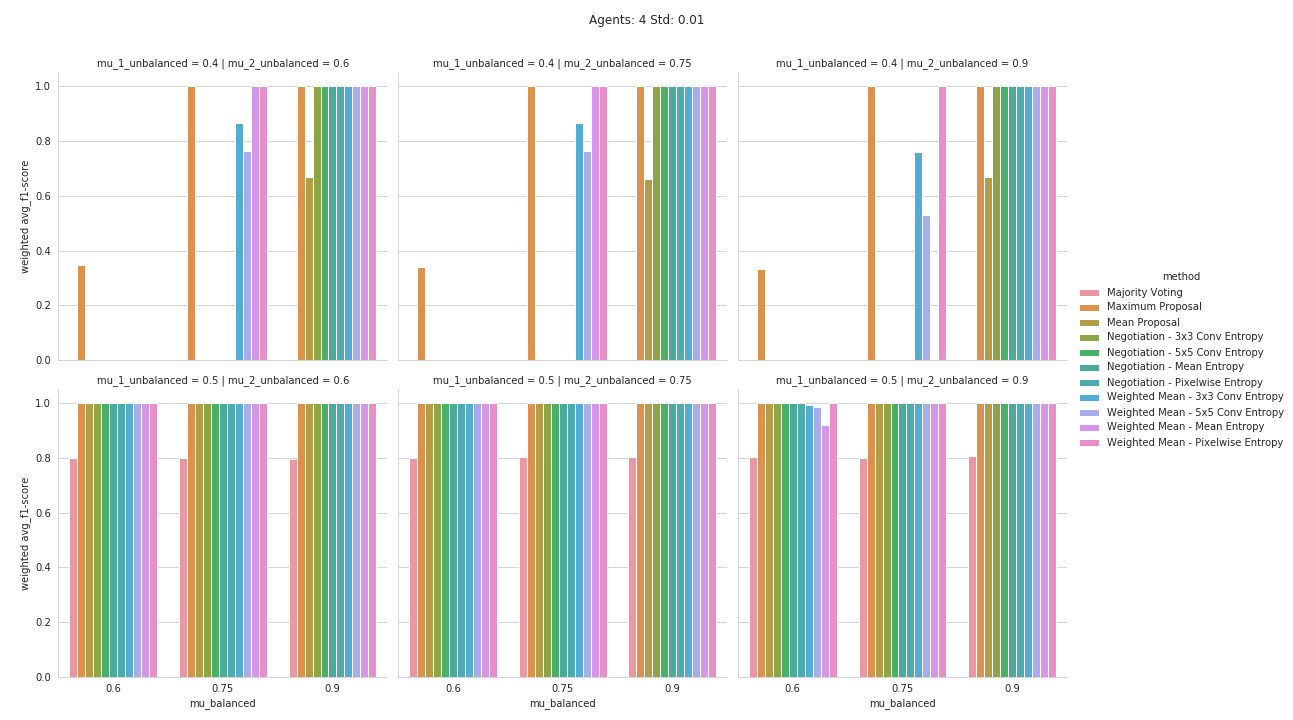 Agents: 4 Std: 0.01
mu_1_unbalanced = 0.4 | mu_2_unbalanced = 0.6
mu_1_unbalanced = 0.4 | mu_2_unbalanced = 0.75
mu_1_unbalanced = 0.4 | mu_2_unbalanced = 0.9
1.0
0.8
0.6
0.4
0.2
0.0
weighted avg_f1-score
mu_1_unbalanced = 0.5 | mu_2_unbalanced = 0.6
mu_1_unbalanced = 0.5 | mu_2_unbalanced = 0.75
mu_1_unbalanced = 0.5 | mu_2_unbalanced = 0.9
1.0
0.8
0.6
0.4
0.2
0.0
weighted avg_f1-score
0.6
0.75
0.9
mu_balanced
0.6
0.75
0.9
mu_balanced
0.6
0.75
0.9
mu_balanced
method
Majority Voting
Maximum Proposal
Mean Proposal
Negotiation - 3x3 Conv Entropy
Negotiation - 5x5 Conv Entropy
Negotiation - Mean Entropy
Negotiation - Pixelwise Entropy
Weighted Mean - 3x3 Conv Entropy
Weighted Mean - 5x5 Conv Entropy
Weighted Mean - Mean Entropy
Weighted Mean - Pixelwise Entropy